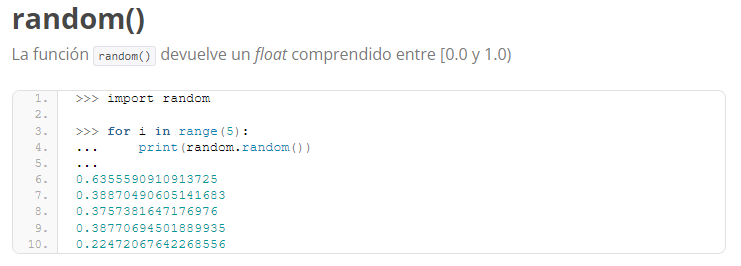 random()
La función random() devuelve un float comprendido entre [0.0 y 1.0)
1. >>> import random
2.
3. >>> for i in range(5):
4. ...     print(random.random())
5. ...
6. 0.6355590910913725
7. 0.38870490605141683
8. 0.3757381647176976
9. 0.38770694501889935
10. 0.22472067642268556